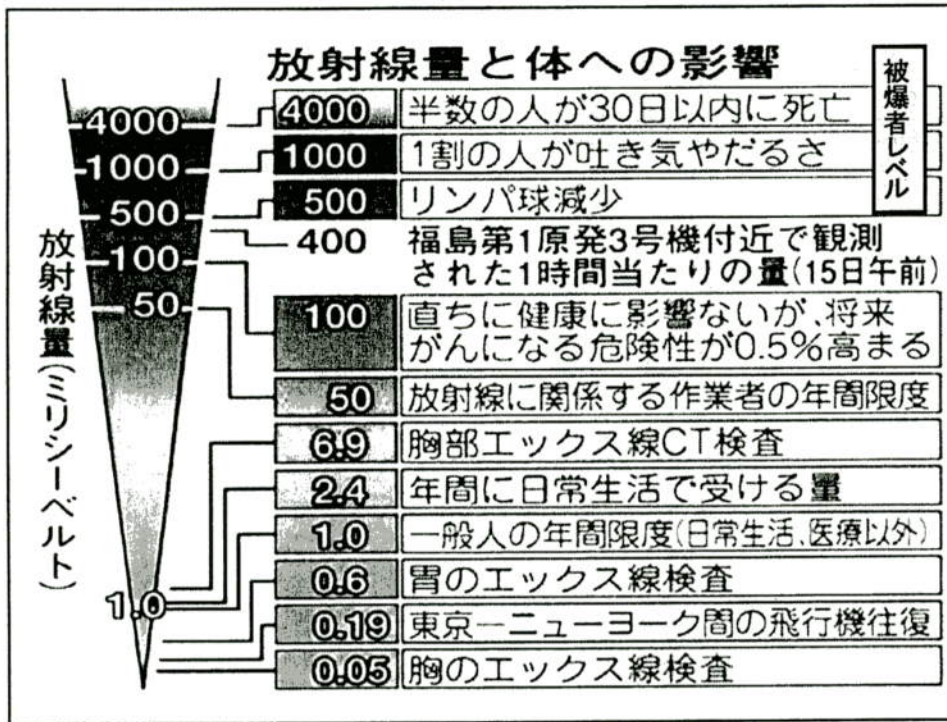 放射線量と体への影響
被爆者レベル
4000 半数の人が30日以内に死亡
1000 1割の人が吐き気やだるさ
500 リンパ球減少
400 福島第1原発3号機付近で観測
された1時間当たりの量(15日午前)
100 直ちに健康に影響ないが、将来
がんになる危険性が0.5%高まる
50 放射線に関係する作業者の年間限度
6.9 胸部エックス線CT検査
2.4 年間に日常生活で受ける量
1.0 一般人の年間限度(日常生活、医療以外)
0.6 胃のエックス線検査
0.19 東京ーニューヨーク間の飛行機往復
0.05 胸のエックス線検査
放射線量(ミリシーベルト)
4000
1000
500
100
50
1.0